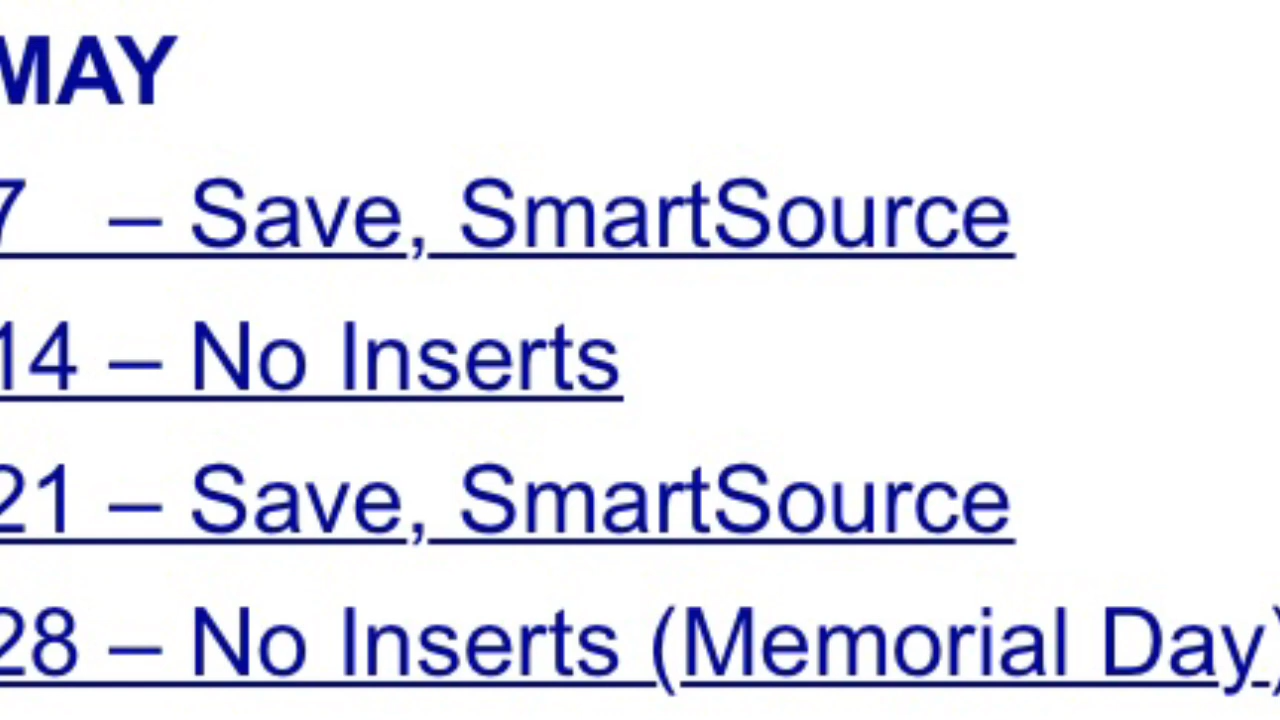 MAY
7 – Save, SmartSource
14 – No Inserts
21 – Save, SmartSource
28 – No Inserts (Memorial Day)